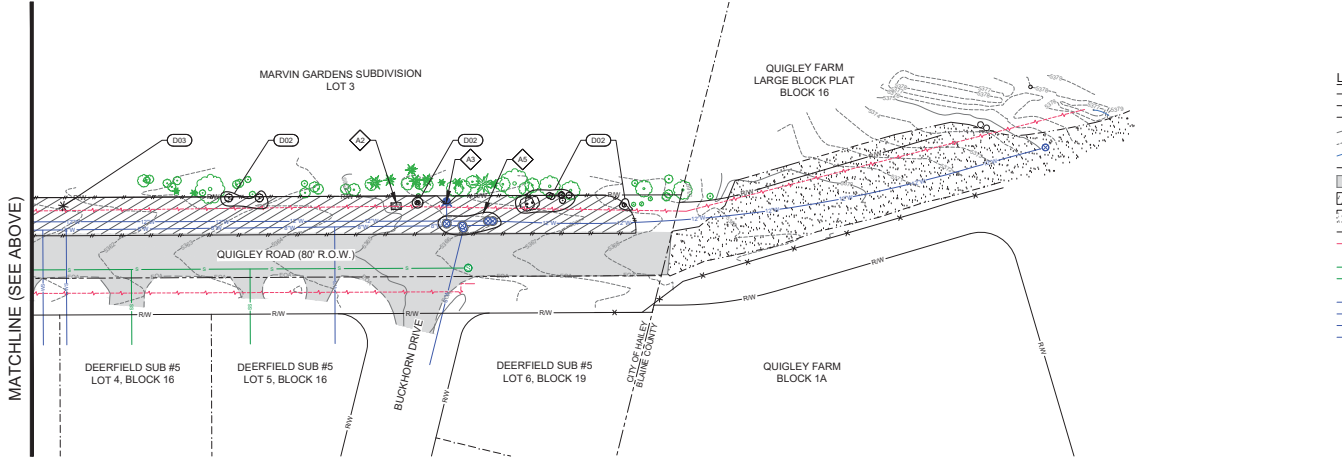 MATCHLINE (SEE ABOVE)
MARVIN GARDENS SUBDIVISION
LOT 3
QUIGLEY FARM
LARGE BLOCK PLAT
BLOCK 16
D03
D02
A2
D02
A3
A5
D02
R/W
R/W
R/W
R/W
R/W
R/W
12"W
12"W
QUIGLEY ROAD (80' R.O.W.)
S
S
S
S
S
R/W
R/W
R/W
R/W
R/W
R/W
R/W
R/W
BUCKHORN DRIVE
CITY OF HAILEY
BLAINE COUNTY
DEERFIELD SUB #5
LOT 4, BLOCK 16
DEERFIELD SUB #5
LOT 5, BLOCK 16
DEERFIELD SUB #5
LOT 6, BLOCK 19
QUIGLEY FARM
BLOCK 1A